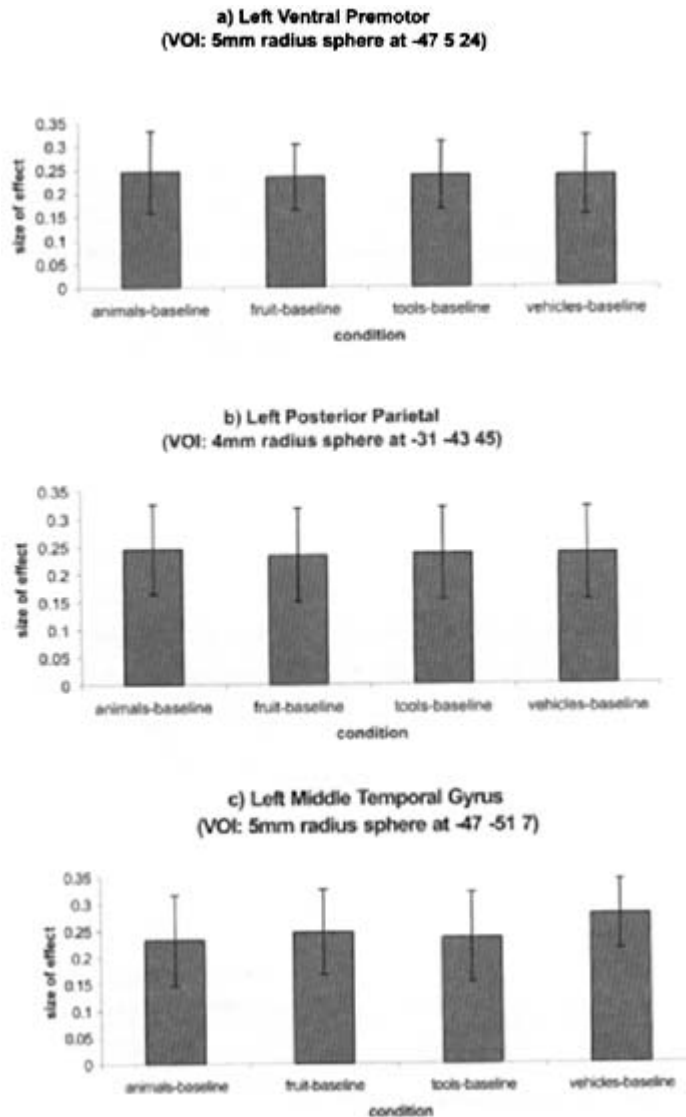 a) Left Ventral Premotor
(VOI: 5mm radius sphere at -47 5 24)
0.35
0.3
0.25
0.2
0.15
0.1
0.05
0
size of effect
animals-baseline fruit-baseline tools-baseline vehicles-baseline
condition
b) Left Posterior Parietal
(VOI: 4mm radius sphere at -31 -43 45)
0.35
0.3
0.25
0.2
0.15
0.1
0.05
0
size of effect
animals-baseline fruit-baseline tools-baseline vehicles-baseline
condition
c) Left Middle Temporal Gyrus
(VOI: 5mm radius sphere at -47 -51 7)
0.35
0.3
0.25
0.2
0.15
0.1
0.05
0
size of effect
animals-baseline fruit-baseline tools-baseline vehicles-baseline
condition